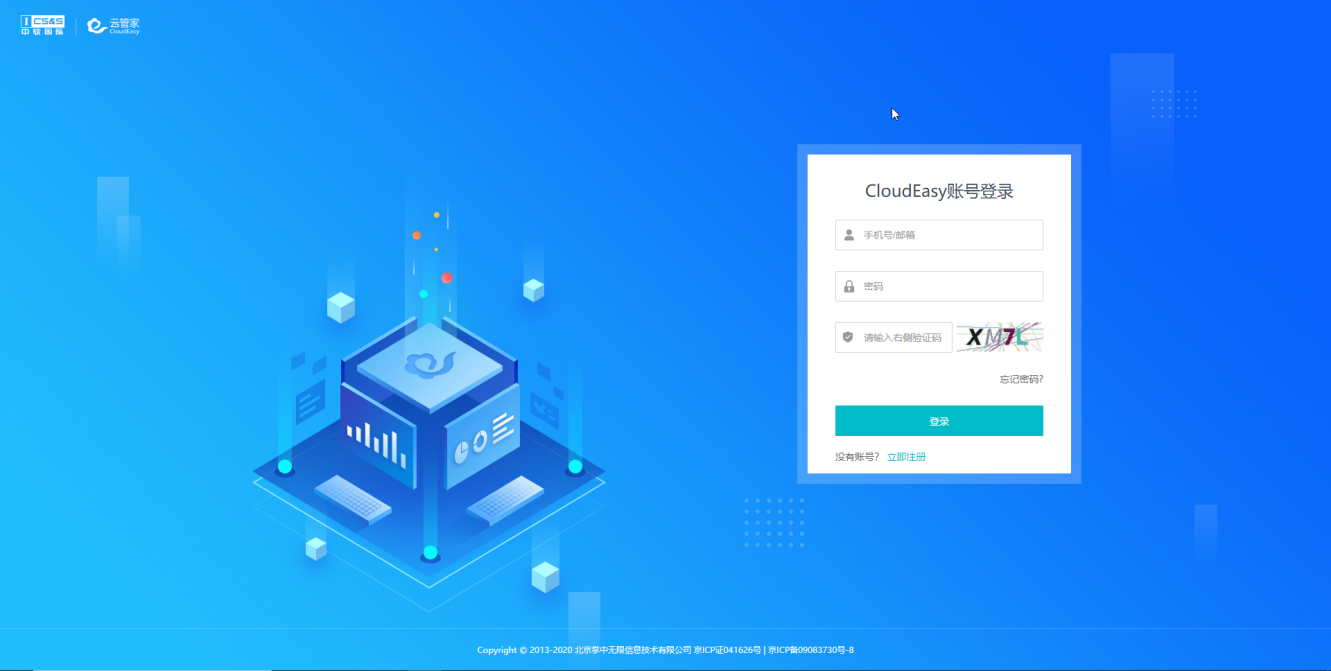 CS&S
中软国际
云管家
CloudEasy
CloudEasy账号登录
手机号/邮箱
密码
请输入右侧验证码
XM7L
忘记密码?
登录
没有账号? 立即注册
Copyright © 2013-2020 北京掌中无限信息技术有限公司 京ICP证041626号 | 京ICP备09083730号-8